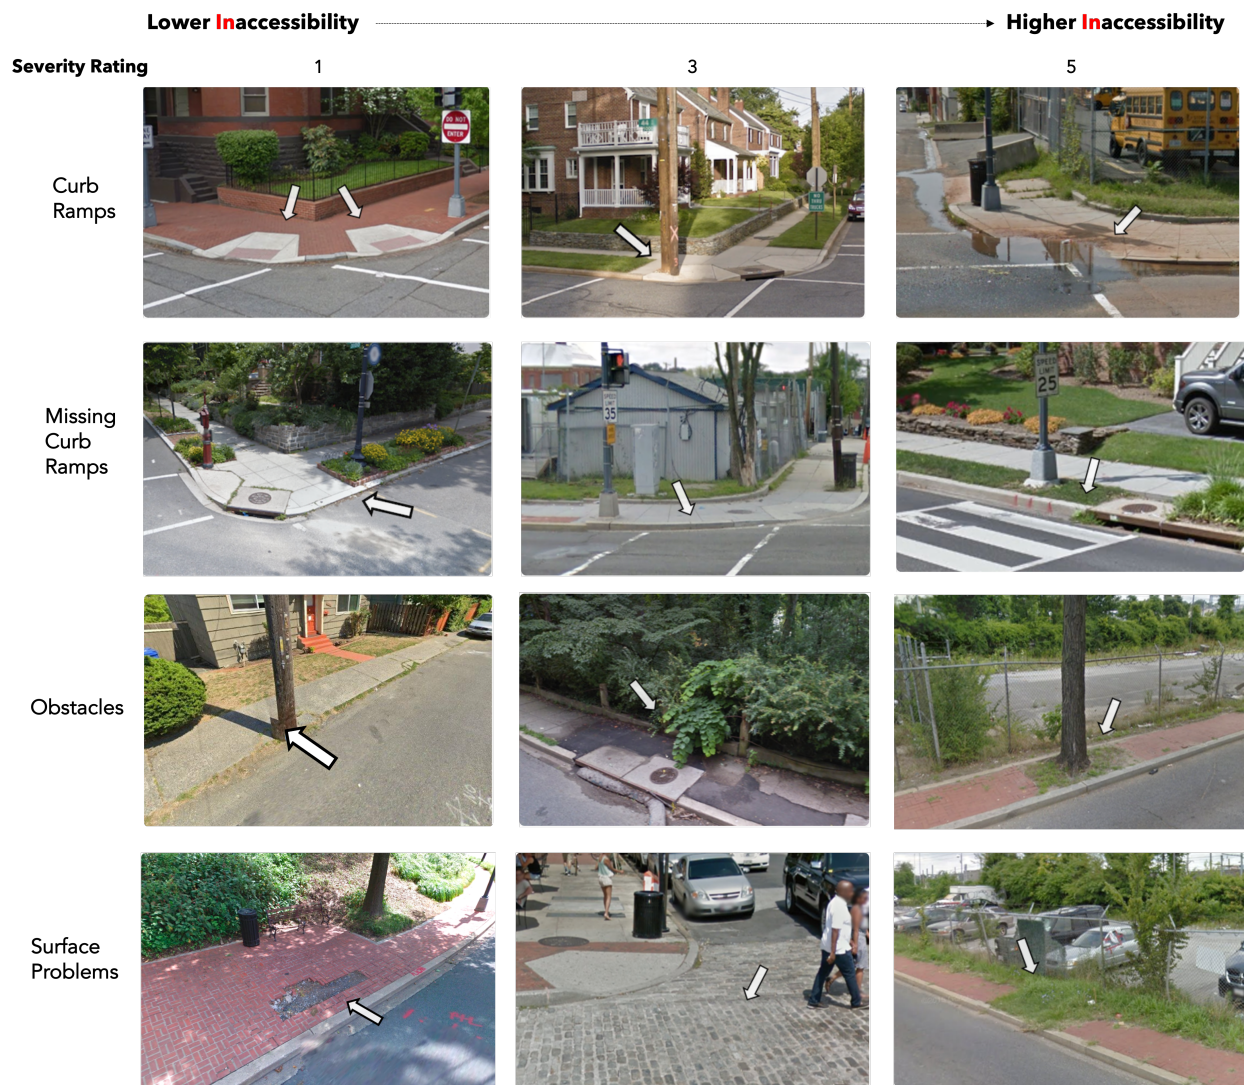 Lower Inaccessibility
Higher Inaccessibility
Severity Rating
1
3
5
Curb
Ramps
DO NOT
ENTER
Missing
Curb
Ramps
SPEED
LIMIT
35
SPEED
LIMIT
25
Obstacles
Surface
Problems